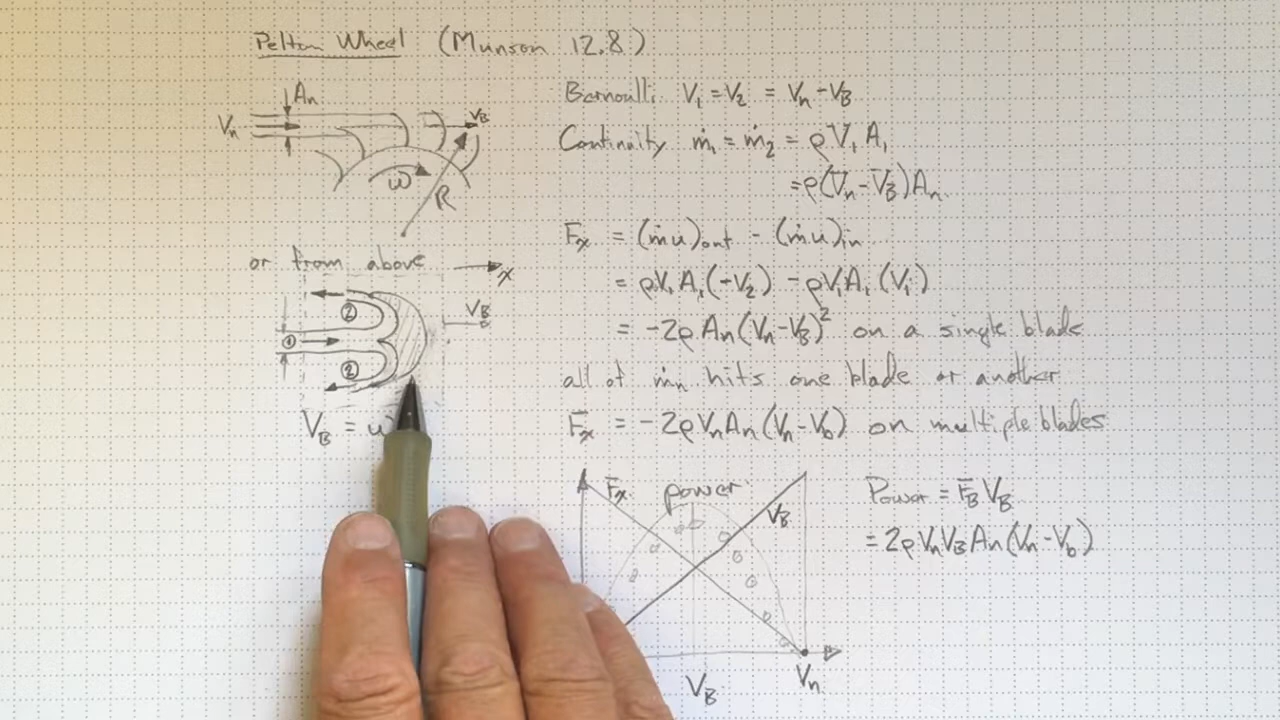 Pelton Wheel (Munson 12.8)
An
Vn
VB
ω
R
or from above
x
②
VB
①
②
VB = ω
Bernoulli V₁ = V₂ = Vn - VB
Continuity ṁ₁ = ṁ₂ = ρV₁A₁
= ρ(Vn - VB)An
Fx = (ṁu)out - (ṁu)in
= ρV₁A₁(-V₂) - ρV₁A₁(V₁)
= -2ρAn(Vn - VB)² on a single blade
all of ṁn hits one blade or another
Fx = -2ρVnAn(Vn - Vb) on multiple blades
Fx power
VB
VB
Vn
Power = FBVB
= 2ρVnVBAn(Vn - Vb)